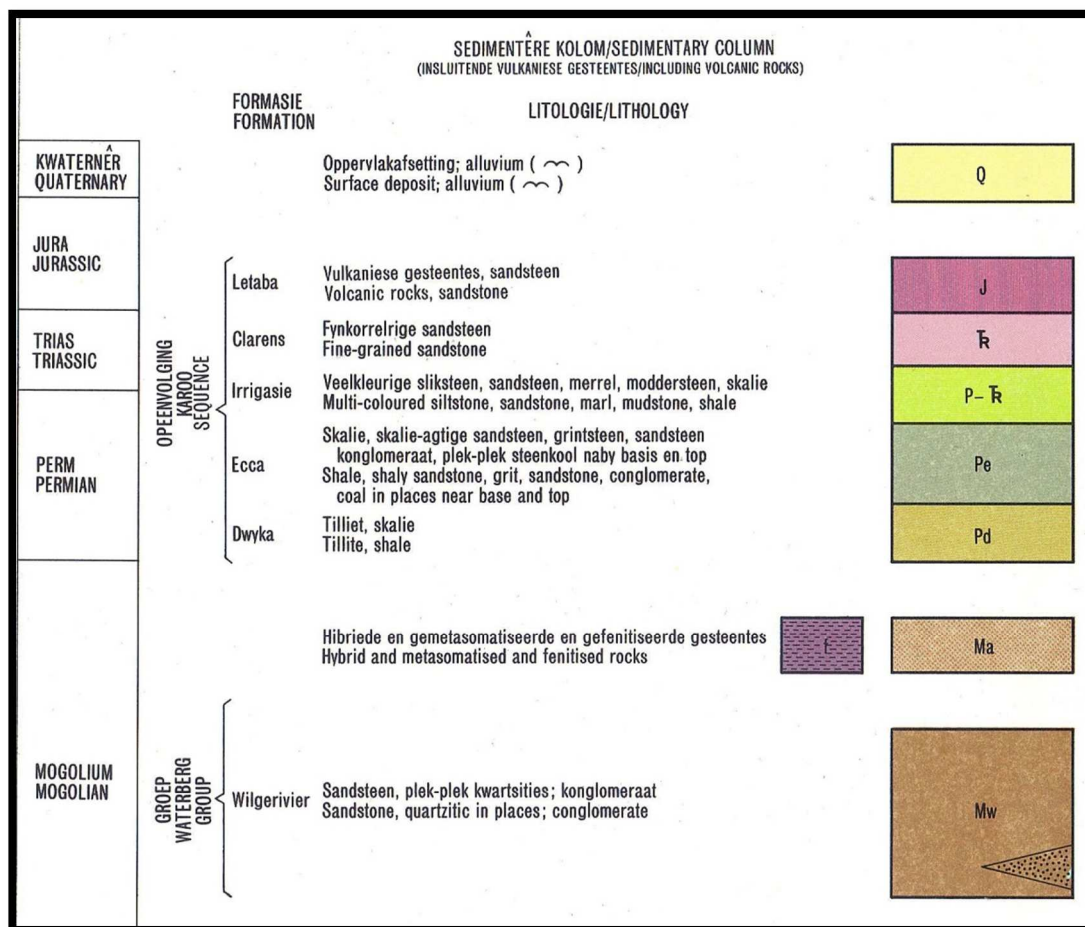 SEDIMENTÊRE KOLOM/SEDIMENTARY COLUMN
(INSLUITENDE VULKANIESE GESTEENTES/INCLUDING VOLCANIC ROCKS)
FORMASIE
FORMATION
LITOLOGIE/LITHOLOGY
KWATERNÊR
QUATERNARY
Oppervlakafsetting; alluvium ( )
Surface deposit; alluvium ( )
Q
JURA
JURASSIC
OPEENVOLGING
KAROO
SEQUENCE
Letaba
Vulkaniese gesteentes, sandsteen
Volcanic rocks, sandstone
J
TRIAS
TRIASSIC
Clarens
Fynkorrelrige sandsteen
Fine-grained sandstone
TR
Irrigasie
Veelkleurige sliksteen, sandsteen, merrel, moddersteen, skalie
Multi-coloured siltstone, sandstone, marl, mudstone, shale
P–TR
PERM
PERMIAN
Ecca
Skalie, skalie-agtige sandsteen, grintsteen, sandsteen
konglomeraat, plek-plek steenkool naby basis en top
Shale, shaly sandstone, grit, sandstone, conglomerate,
coal in places near base and top
Pe
Dwyka
Tilliet, skalie
Tillite, shale
Pd
Hibriede en gemetasomatiseerde en gefenitiseerde gesteentes
Hybrid and metasomatised and fenitised rocks
f
Ma
MOGOLIUM
MOGOLIAN
GROEP
WATERBERG
GROUP
Wilgerivier
Sandsteen, plek-plek kwartsities; konglomeraat
Sandstone, quartzitic in places; conglomerate
Mw